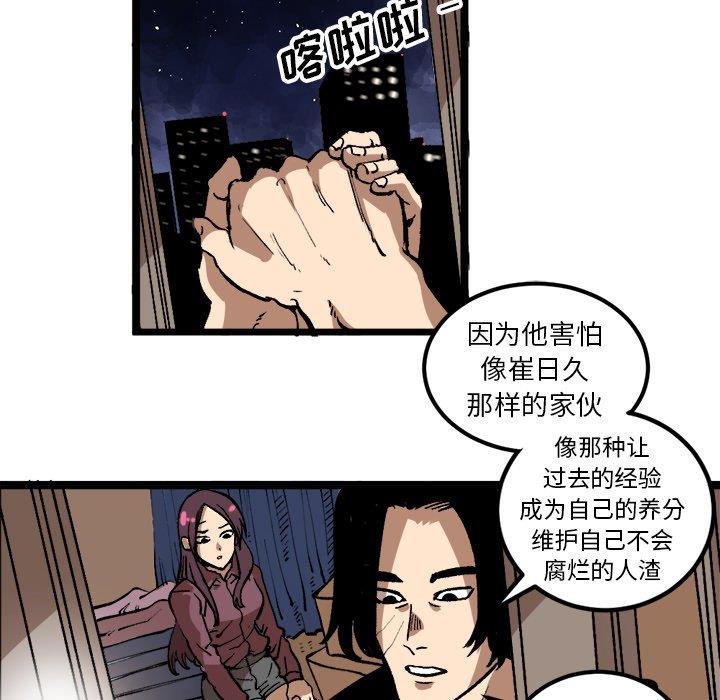 喀啦啦
因为他害怕
像崔日久
那样的家伙
像那种让
过去的经验
成为自己的养分
维护自己不会
腐烂的人渣